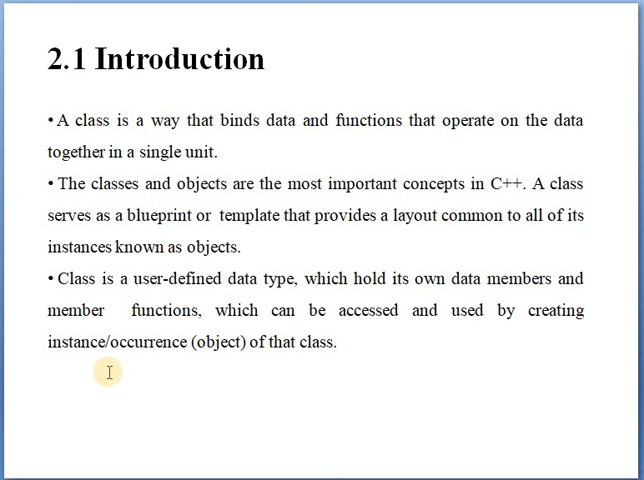 2.1 Introduction
• A class is a way that binds data and functions that operate on the data
together in a single unit.
• The classes and objects are the most important concepts in C++. A class
serves as a blueprint or template that provides a layout common to all of its
instances known as objects.
• Class is a user-defined data type, which hold its own data members and
member functions, which can be accessed and used by creating
instance/occurrence (object) of that class.